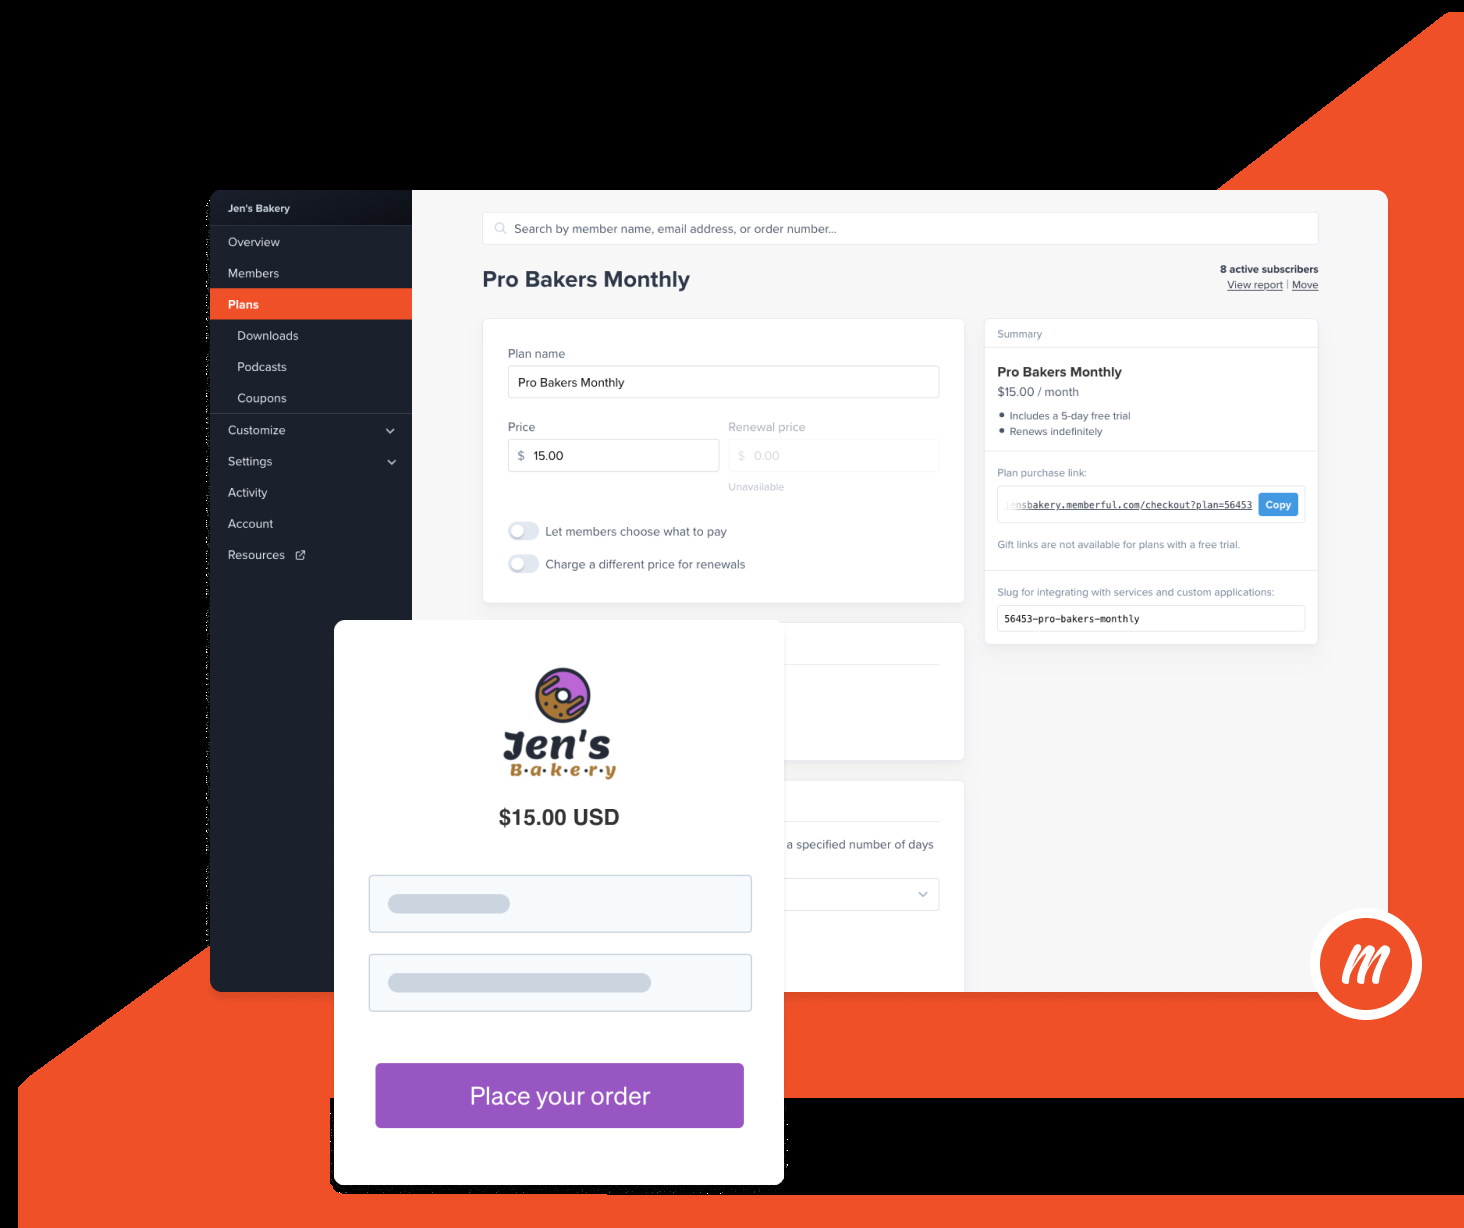 Jen's Bakery
Overview
Members
Plans
Downloads
Podcasts
Coupons
Customize
Settings
Activity
Account
Resources
Search by member name, email address, or order number...
Pro Bakers Monthly
8 active subscribers
View report | Move
Plan name
Pro Bakers Monthly
Price
Renewal price
$ 15.00
$ 0.00
Unavailable
Let members choose what to pay
Charge a different price for renewals
Summary
Pro Bakers Monthly
$15.00 / month
• Includes a 5-day free trial
• Renews indefinitely
Plan purchase link:
jensbakery.memberful.com/checkout?plan=56453
Copy
Gift links are not available for plans with a free trial.
Slug for integrating with services and custom applications:
56453-pro-bakers-monthly
a specified number of days
Jen's
B·a·k·e·r·y
$15.00 USD
Place your order
m